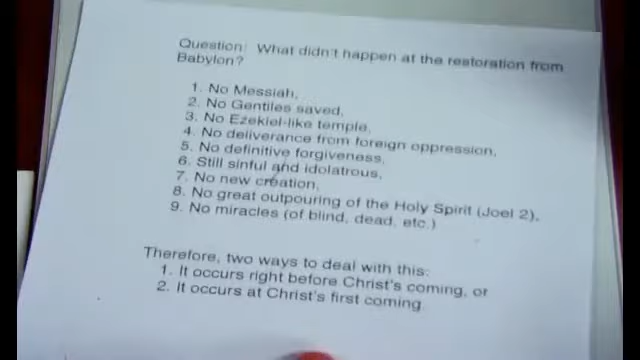 Question: What didn't happen at the restoration from
Babylon?
1. No Messiah,
2. No Gentiles saved,
3. No Ezekiel-like temple,
4. No deliverance from foreign oppression,
5. No definitive forgiveness,
6. Still sinful and idolatrous,
7. No new creation,
8. No great outpouring of the Holy Spirit (Joel 2),
9. No miracles (of blind, dead, etc.)
Therefore, two ways to deal with this:
1. It occurs right before Christ's coming, or
2. It occurs at Christ's first coming.